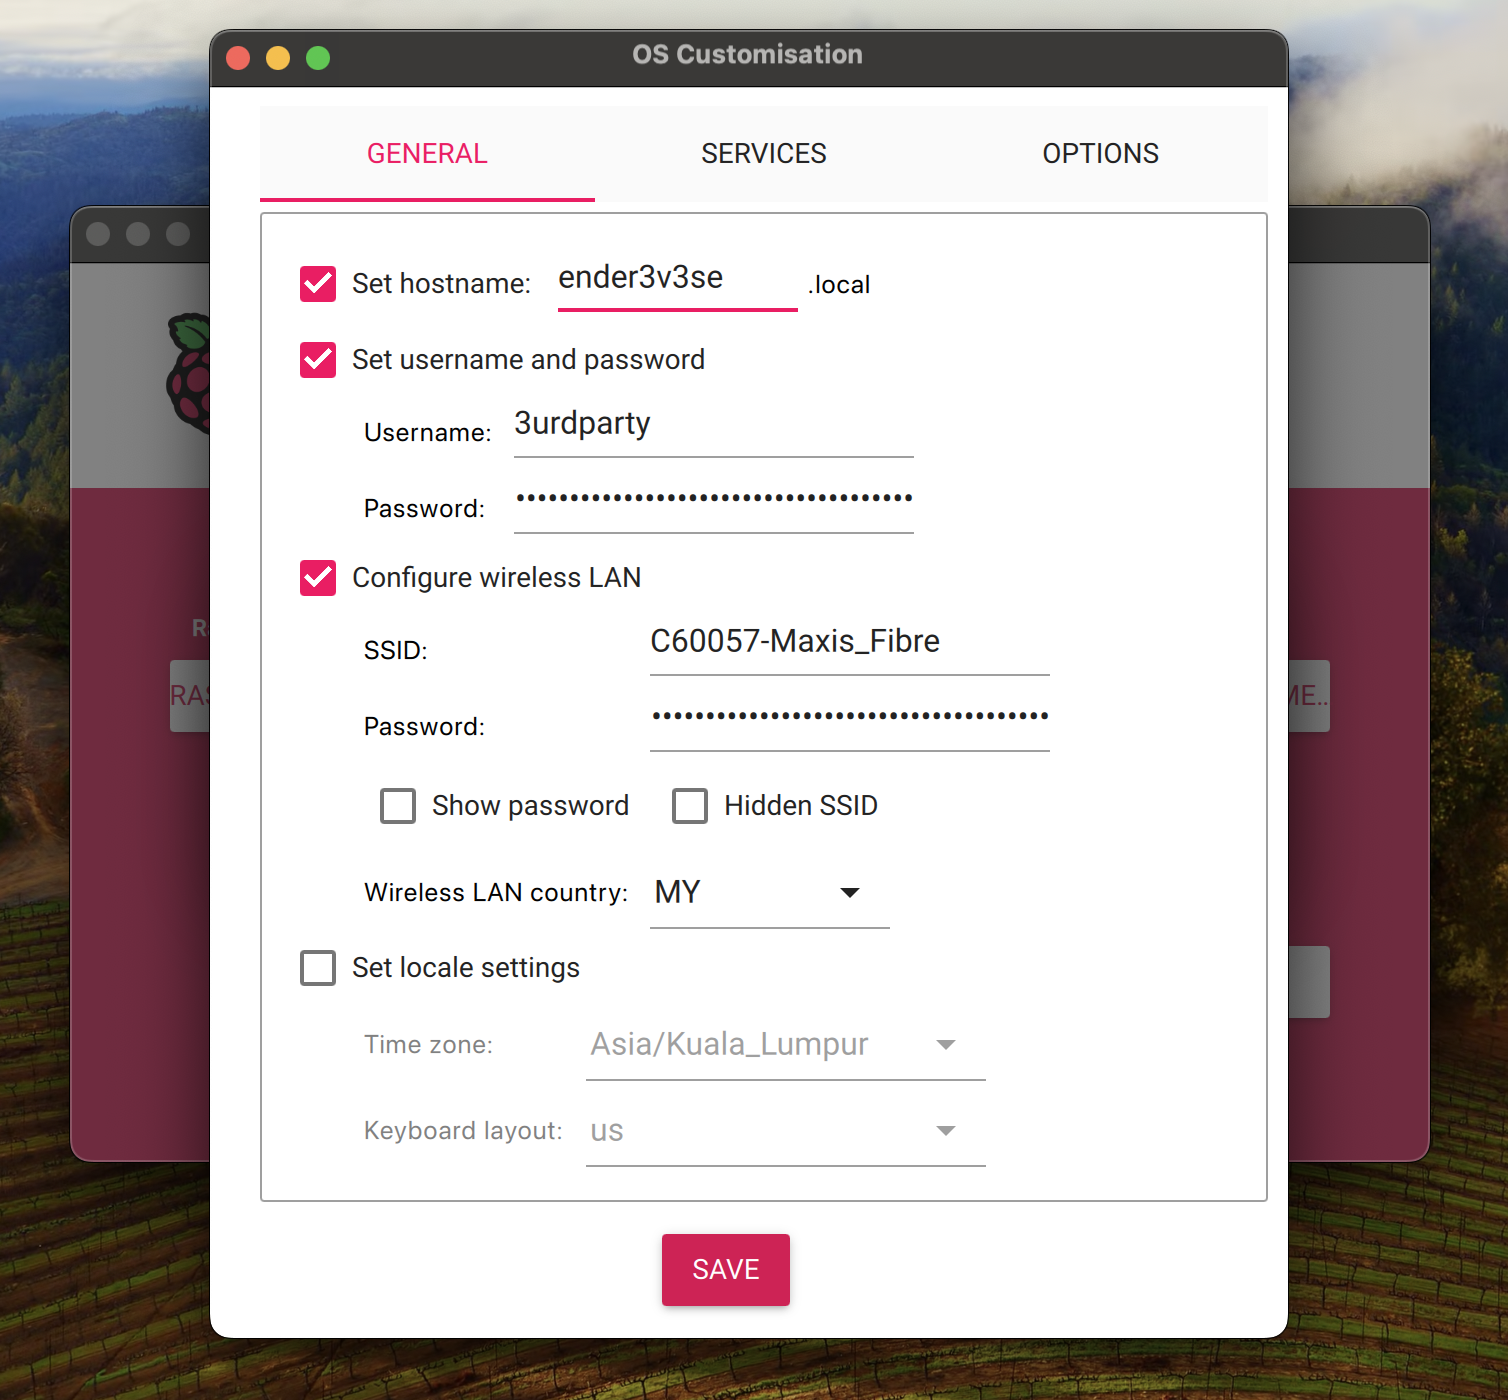 OS Customisation
GENERAL SERVICES OPTIONS
Set hostname: ender3v3se .local
Set username and password
Username: 3urdparty
Password: •••••••••••••••••••••••••••••••••••••
Configure wireless LAN
SSID: C60057-Maxis_Fibre
Password: •••••••••••••••••••••••••••••••••••••
Show password Hidden SSID
Wireless LAN country: MY
Set locale settings
Time zone: Asia/Kuala_Lumpur
Keyboard layout: us
SAVE